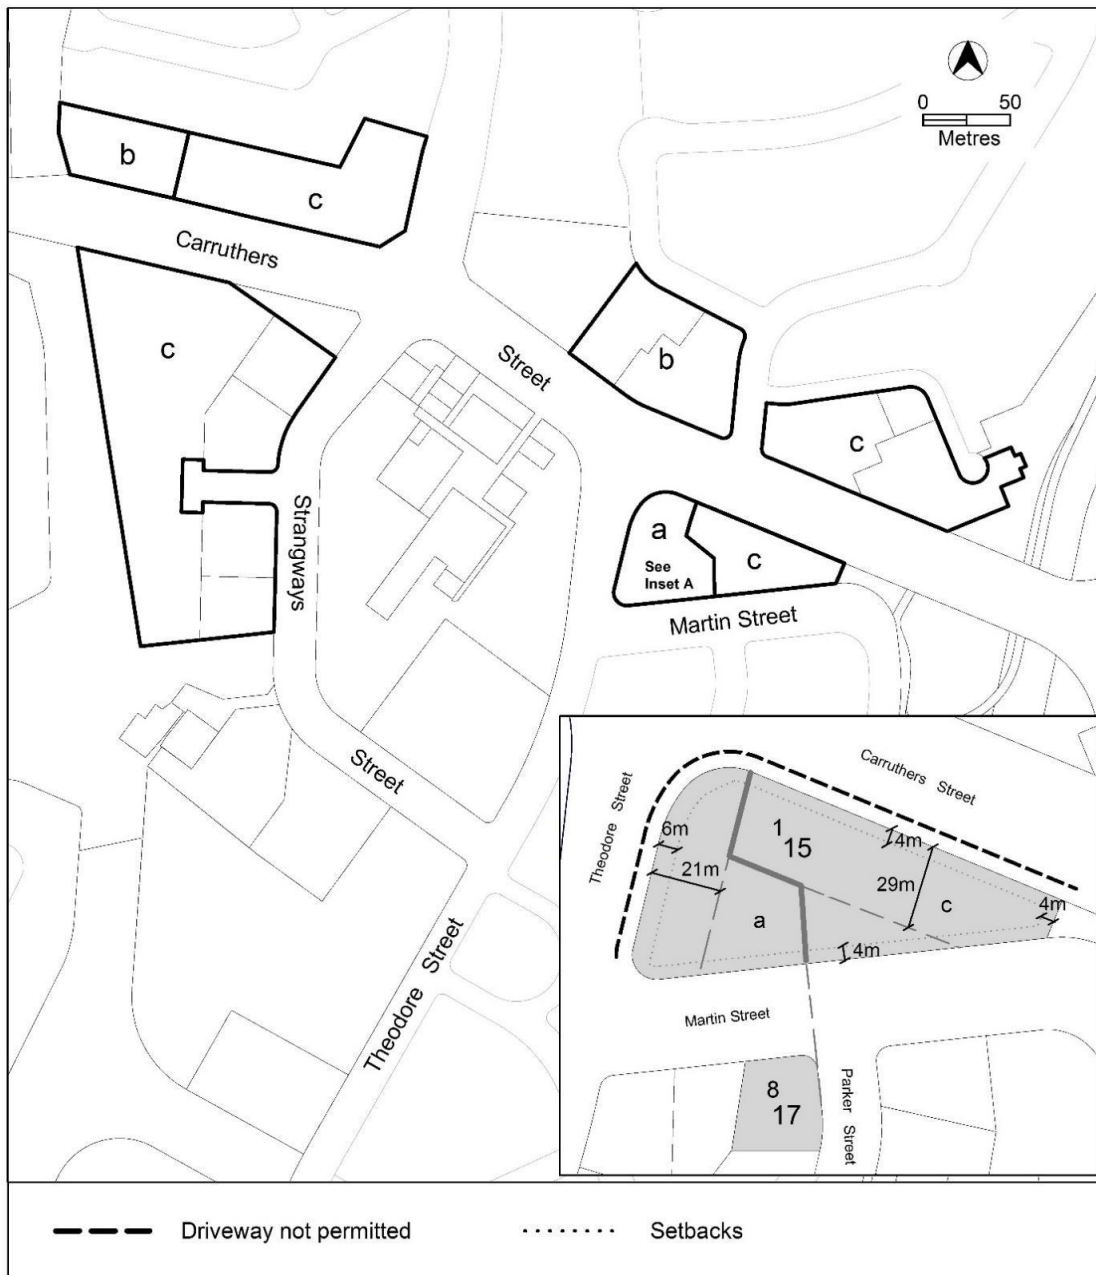 0 50
Metres
b
c
Carruthers
Street
c
b
c
a
See
Inset A
c
Strangways
Street
Martin Street
Theodore Street
Carruthers Street
Theodore Street
6m
21m
1
15
4m
29m
c
4m
a
4m
Martin Street
8
17
Parker Street
Driveway not permitted
Setbacks